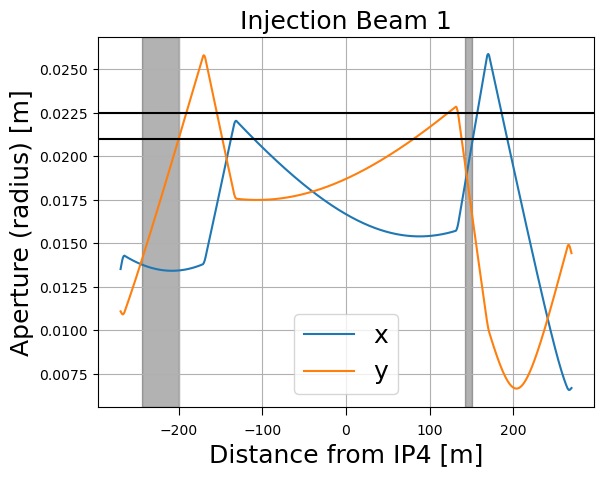 Injection Beam 1
Aperture (radius) [m]
0.0250
0.0225
0.0200
0.0175
0.0150
0.0125
0.0100
0.0075
x
y
−200
−100
0
100
200
Distance from IP4 [m]